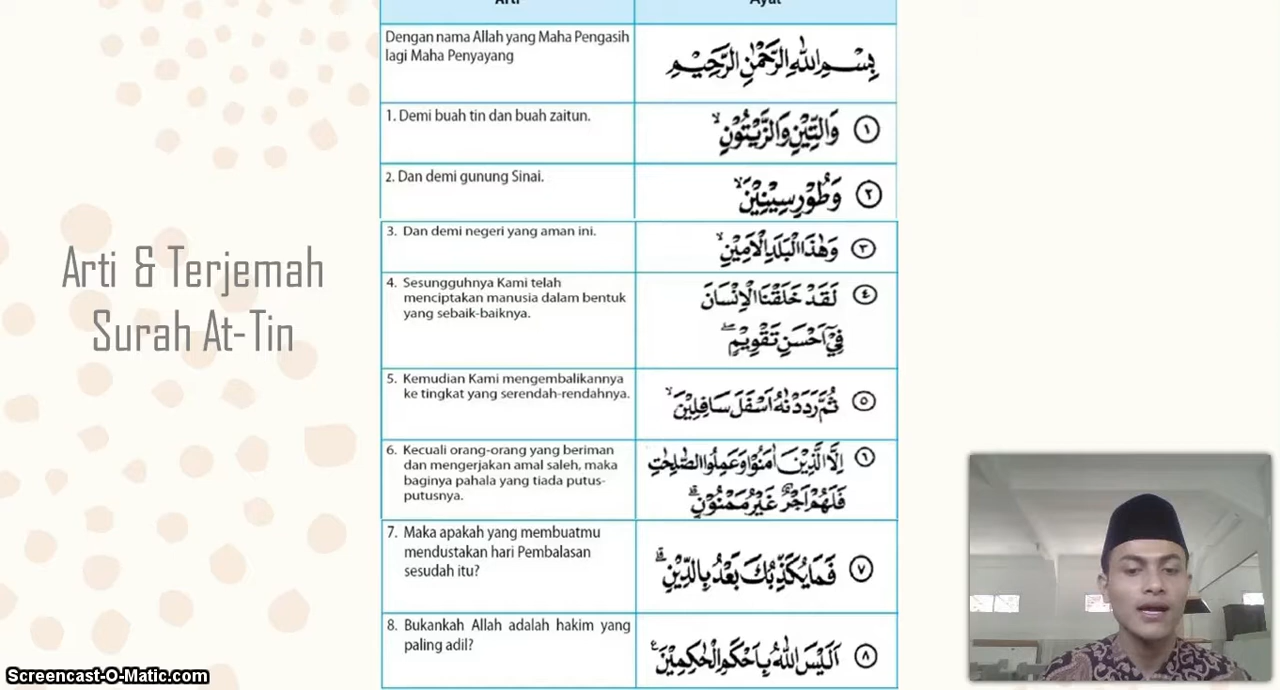 Arti
Ayat
Dengan nama Allah yang Maha Pengasih
lagi Maha Penyayang
بِسْمِ اللّٰهِ الرَّحْمٰنِ الرَّحِيْمِ
1. Demi buah tin dan buah zaitun.
وَالتِّيْنِ وَالزَّيْتُوْنِۙ ١
2. Dan demi gunung Sinai.
وَطُوْرِ سِيْنِيْنَۙ ٢
3. Dan demi negeri yang aman ini.
وَهٰذَا الْبَلَدِ الْاَمِيْنِۙ ٣
4. Sesungguhnya Kami telah
menciptakan manusia dalam bentuk
yang sebaik-baiknya.
لَقَدْ خَلَقْنَا الْاِنْسَانَ ٤
فِيْٓ اَحْسَنِ تَقْوِيْمٍۖ
5. Kemudian Kami mengembalikannya
ke tingkat yang serendah-rendahnya.
ثُمَّ رَدَدْنٰهُ اَسْفَلَ سَافِلِيْنَۙ ٥
6. Kecuali orang-orang yang beriman
dan mengerjakan amal saleh, maka
baginya pahala yang tiada putus-
putusnya.
اِلَّا الَّذِيْنَ اٰمَنُوْا وَعَمِلُوا الصّٰلِحٰتِ ٦
فَلَهُمْ اَجْرٌ غَيْرُ مَمْنُوْنٍۗ
7. Maka apakah yang membuatmu
mendustakan hari Pembalasan
sesudah itu?
فَمَا يُكَذِّبُكَ بَعْدُ بِالدِّيْنِۗ ٧
8. Bukankah Allah adalah hakim yang
paling adil?
اَلَيْسَ اللّٰهُ بِاَحْكَمِ الْحٰكِمِيْنَࣖ ٨
Arti & Terjemah
Surah At-Tin
Screencast-O-Matic.com